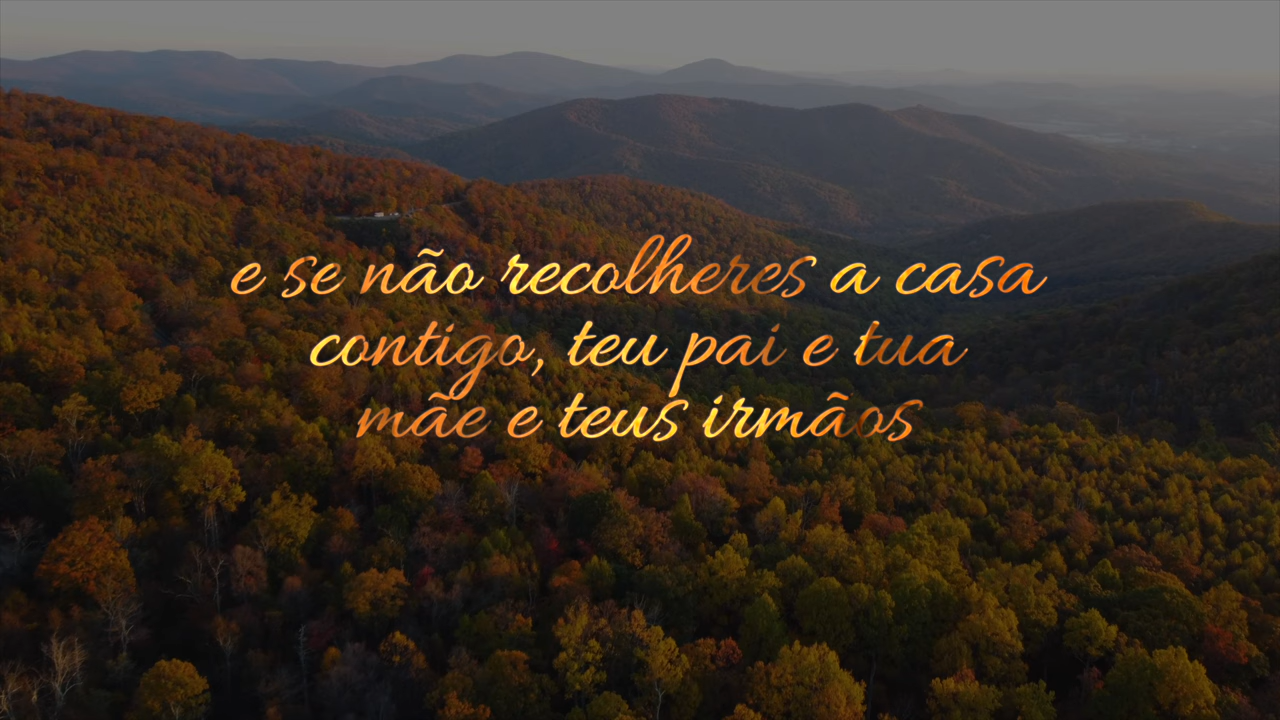 e se não recolheres a casa
contigo, teu pai e tua
mãe e teus irmãos